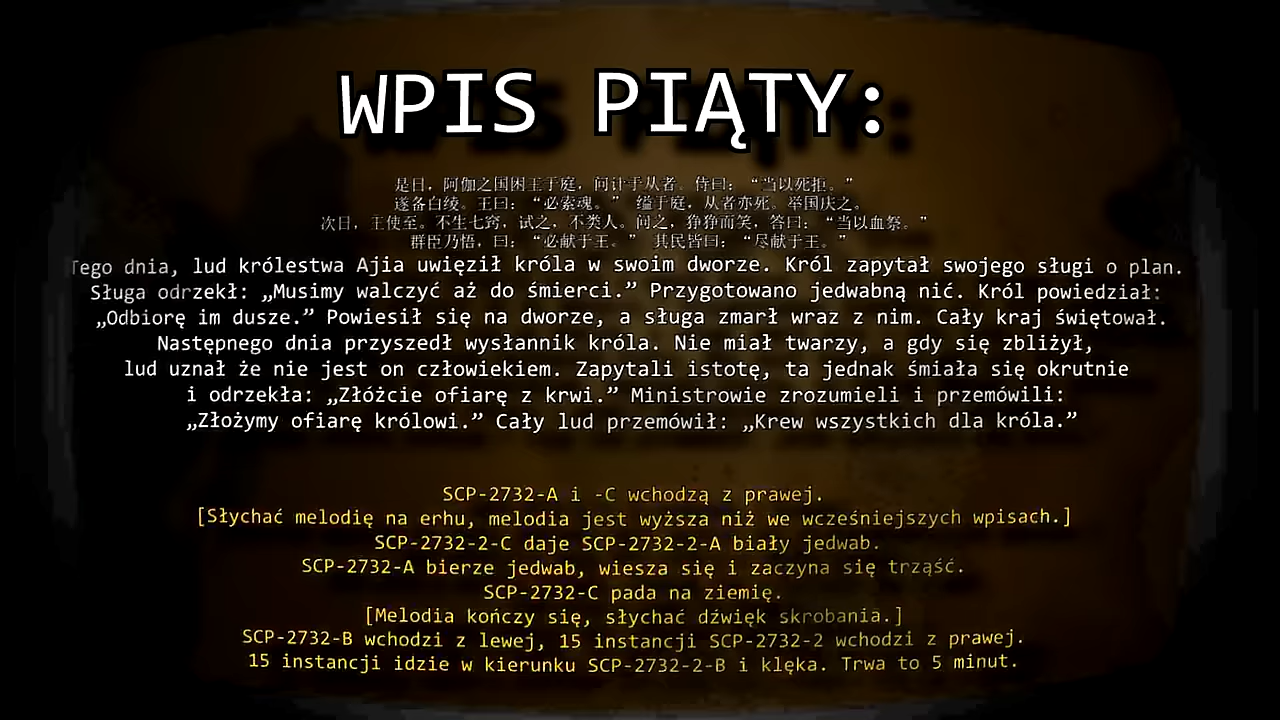 WPIS PIĄTY:
是日，阿伽之国困王于庭，问计于从者。侍曰：“当以死拒。”
遂备白绫。王曰：“必索魂。” 缢于庭，从者亦死。举国庆之。
次日，王使至。不生七窍，试之，不类人。问之，狰狰而笑，答曰：“当以血祭。”
群臣乃悟，曰：“必献于王。” 其民皆曰：“尽献于王。”
Tego dnia, lud królestwa Ajia uwięził króla w swoim dworze. Król zapytał swojego sługi o plan.
Sługa odrzekł: „Musimy walczyć aż do śmierci.” Przygotowano jedwabną nić. Król powiedział:
„Odbiorę im dusze.” Powiesił się na dworze, a sługa zmarł wraz z nim. Cały kraj świętował.
Następnego dnia przyszedł wysłannik króla. Nie miał twarzy, a gdy się zbliżył,
lud uznał że nie jest on człowiekiem. Zapytali istotę, ta jednak śmiała się okrutnie
i odrzekła: „Złóżcie ofiarę z krwi.” Ministrowie zrozumieli i przemówili:
„Złożymy ofiarę królowi.” Cały lud przemówił: „Krew wszystkich dla króla.”
SCP-2732-A i -C wchodzą z prawej.
[Słychać melodię na erhu, melodia jest wyższa niż we wcześniejszych wpisach.]
SCP-2732-2-C daje SCP-2732-2-A biały jedwab.
SCP-2732-A bierze jedwab, wiesza się i zaczyna się trząść.
SCP-2732-C pada na ziemię.
[Melodia kończy się, słychać dźwięk skrobania.]
SCP-2732-B wchodzi z lewej, 15 instancji SCP-2732-2 wchodzi z prawej.
15 instancji idzie w kierunku SCP-2732-2-B i klęka. Trwa to 5 minut.